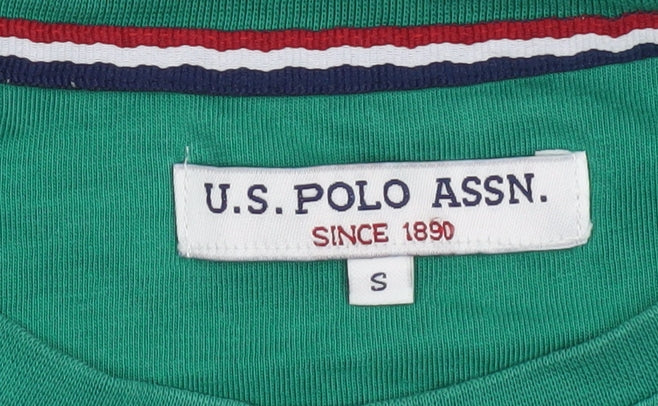 U.S. POLO ASSN.
SINCE 1890
S